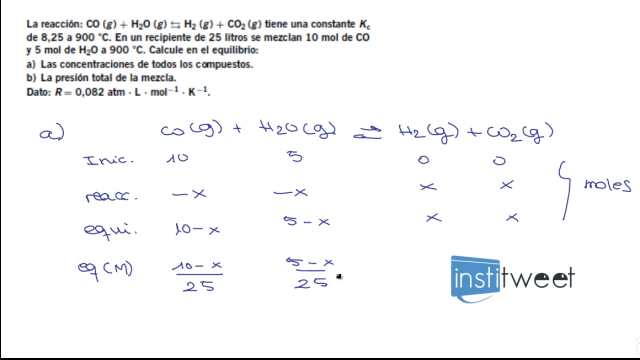 La reacción: CO (g) + H₂O (g) ⇆ H₂ (g) + CO₂ (g) tiene una constante Kc
de 8,25 a 900 °C. En un recipiente de 25 litros se mezclan 10 mol de CO
y 5 mol de H₂O a 900 °C. Calcule en el equilibrio:
a) Las concentraciones de todos los compuestos.
b) La presión total de la mezcla.
Dato: R = 0,082 atm · L · mol⁻¹ · K⁻¹.
a) CO(g) + H₂O(g) ⇌ H₂(g) + CO₂(g)
Inic. 10 5 0 0
reacc. -x -x x x moles
equi. 10-x 5-x x x
eq (M) 10-x/25 5-x/25
institweet